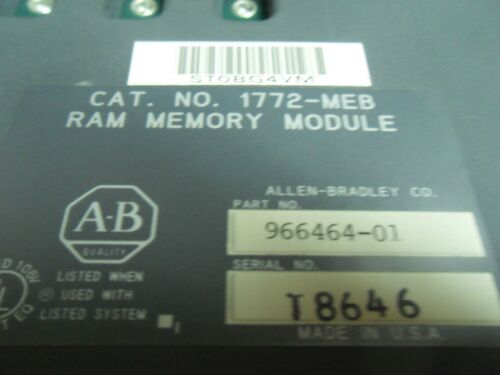 ST0BG4VM
CAT. NO. 1772-MEB
RAM MEMORY MODULE
ALLEN-BRADLEY CO.
A-B
QUALITY
PART NO.
966464-01
SERIAL NO.
T8646
MADE IN U.S.A.
LISTED WHEN
USED WITH
LISTED SYSTEM
108V